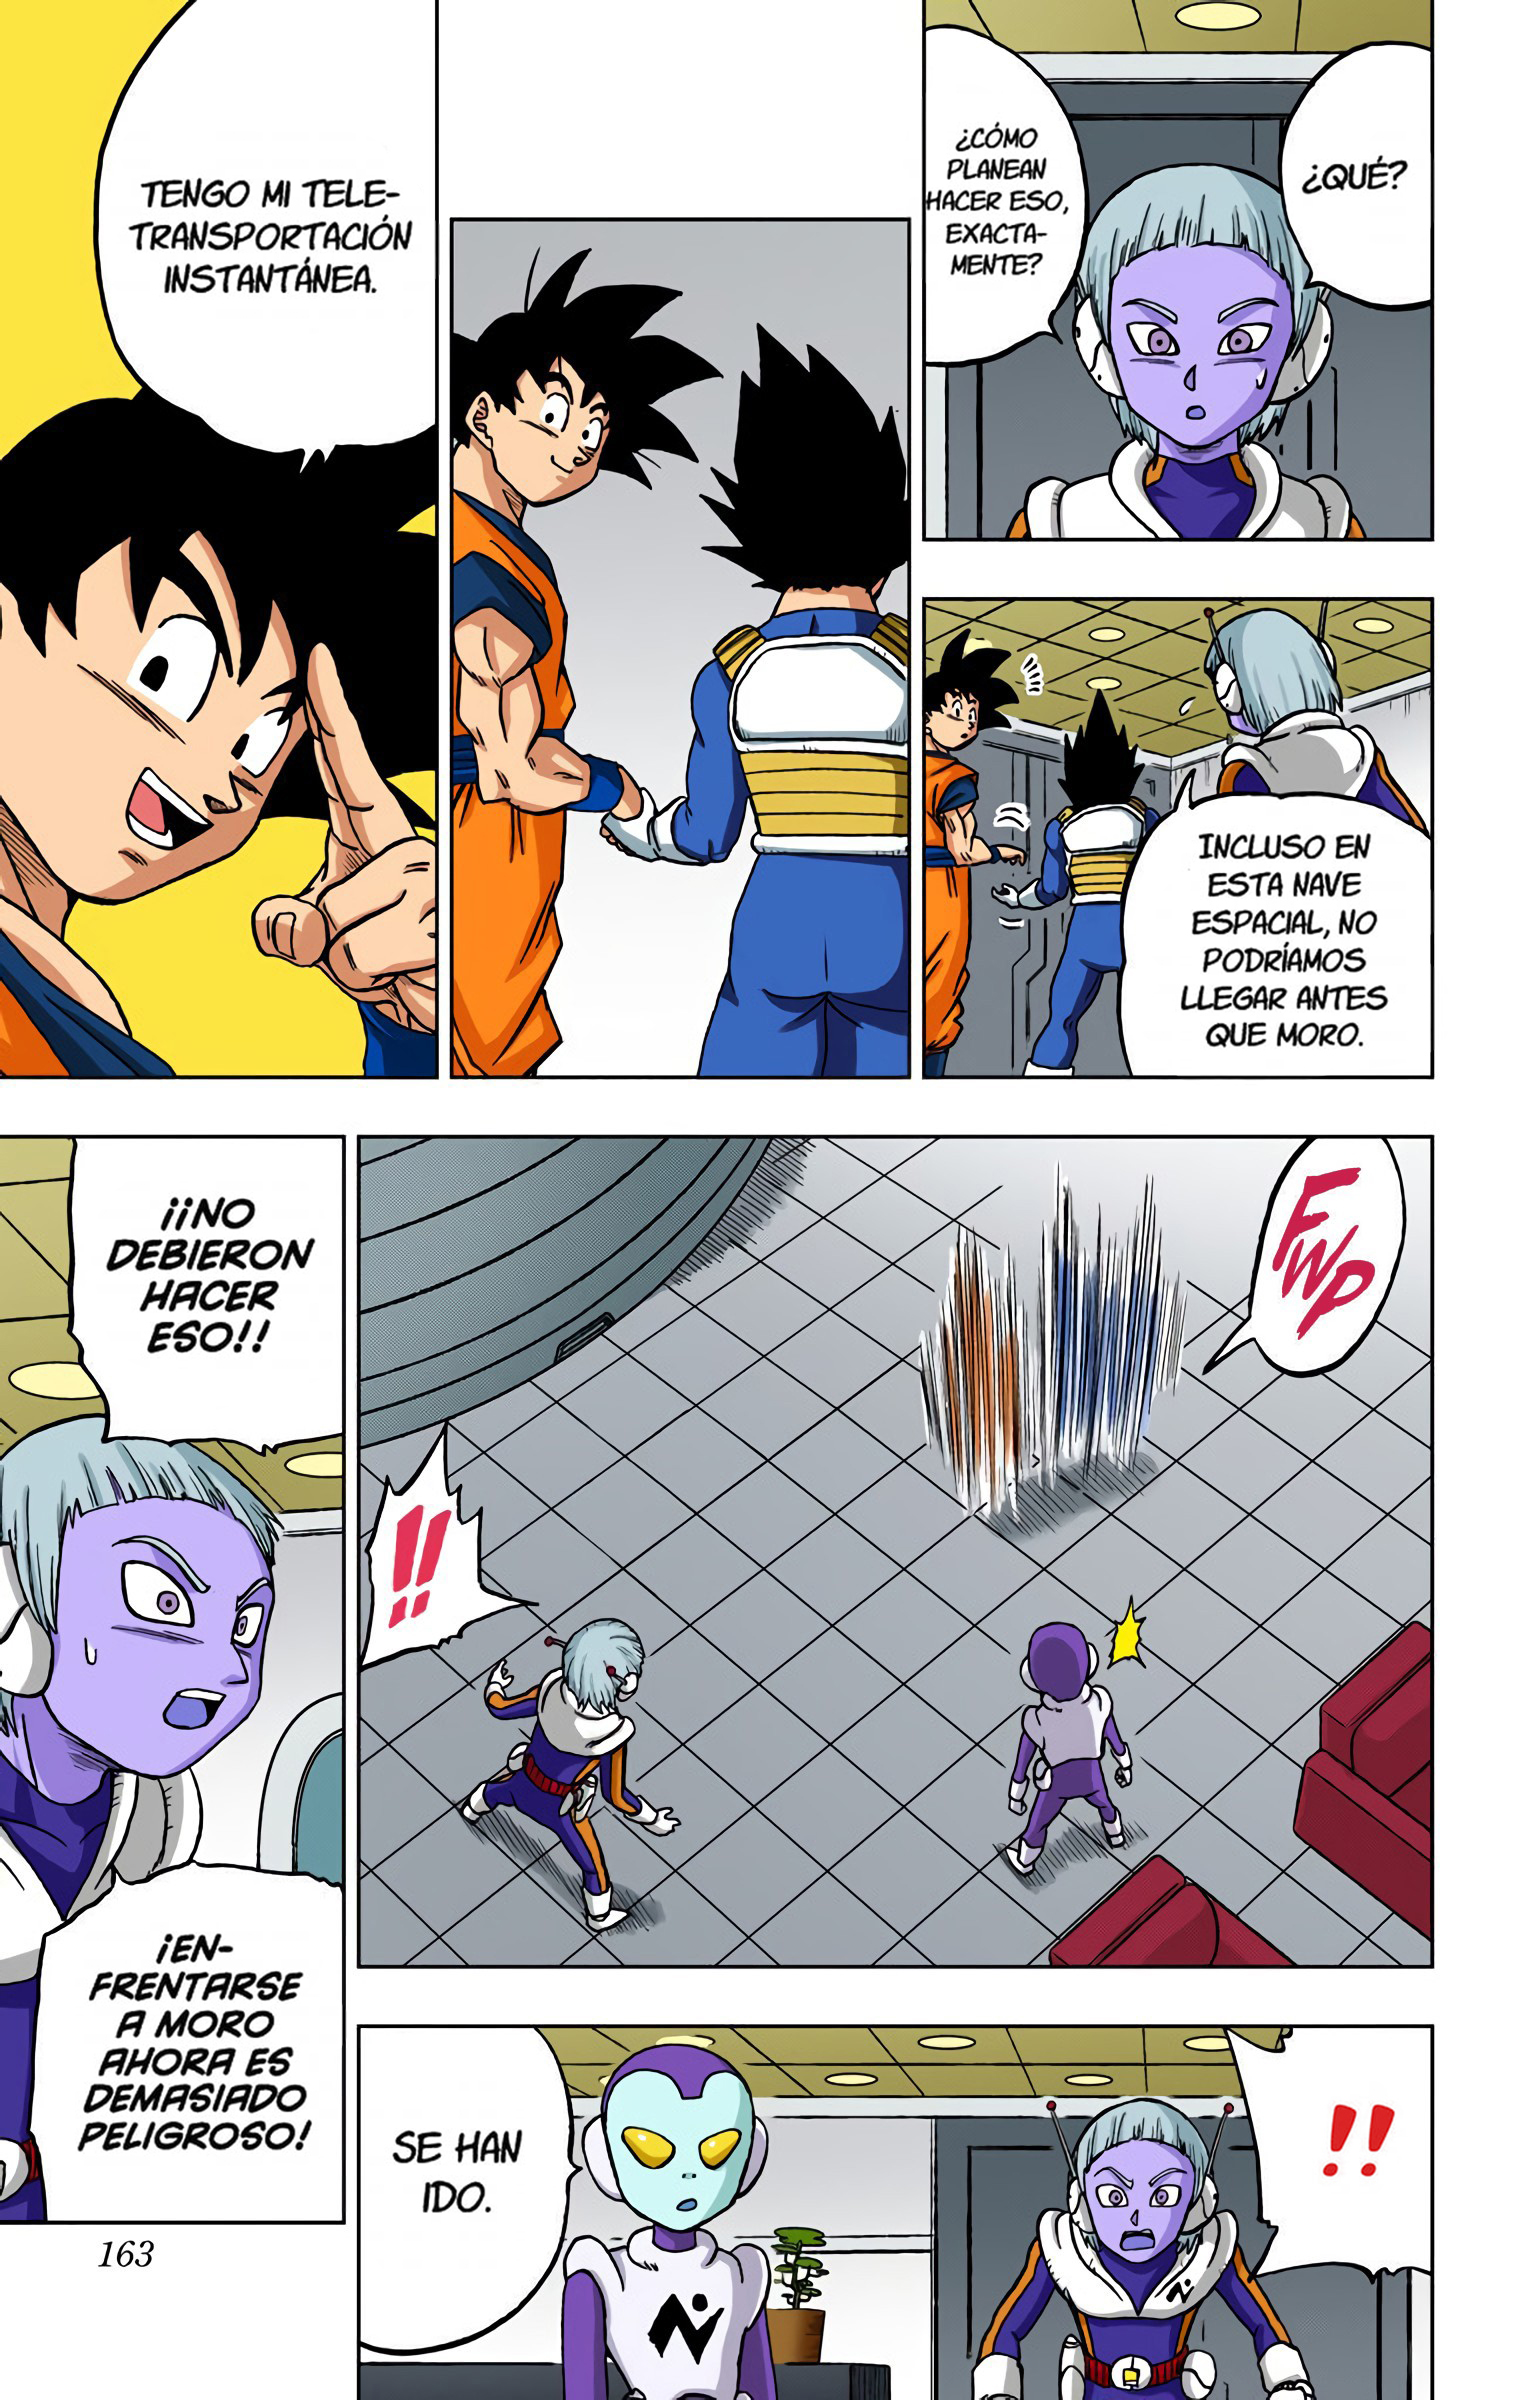 ¿QUÉ?
¿CÓMO
PLANEAN
HACER ESO,
EXACTA-
MENTE?
INCLUSO EN
ESTA NAVE
ESPACIAL, NO
PODRÍAMOS
LLEGAR ANTES
QUE MORO.
TENGO MI TELE-
TRANSPORTACIÓN
INSTANTÁNEA.
FWP
!!
!!
SE HAN
IDO.
¡¡NO
DEBIERON
HACER
ESO!!
¡EN-
FRENTARSE
A MORO
AHORA ES
DEMASIADO
PELIGROSO!
163